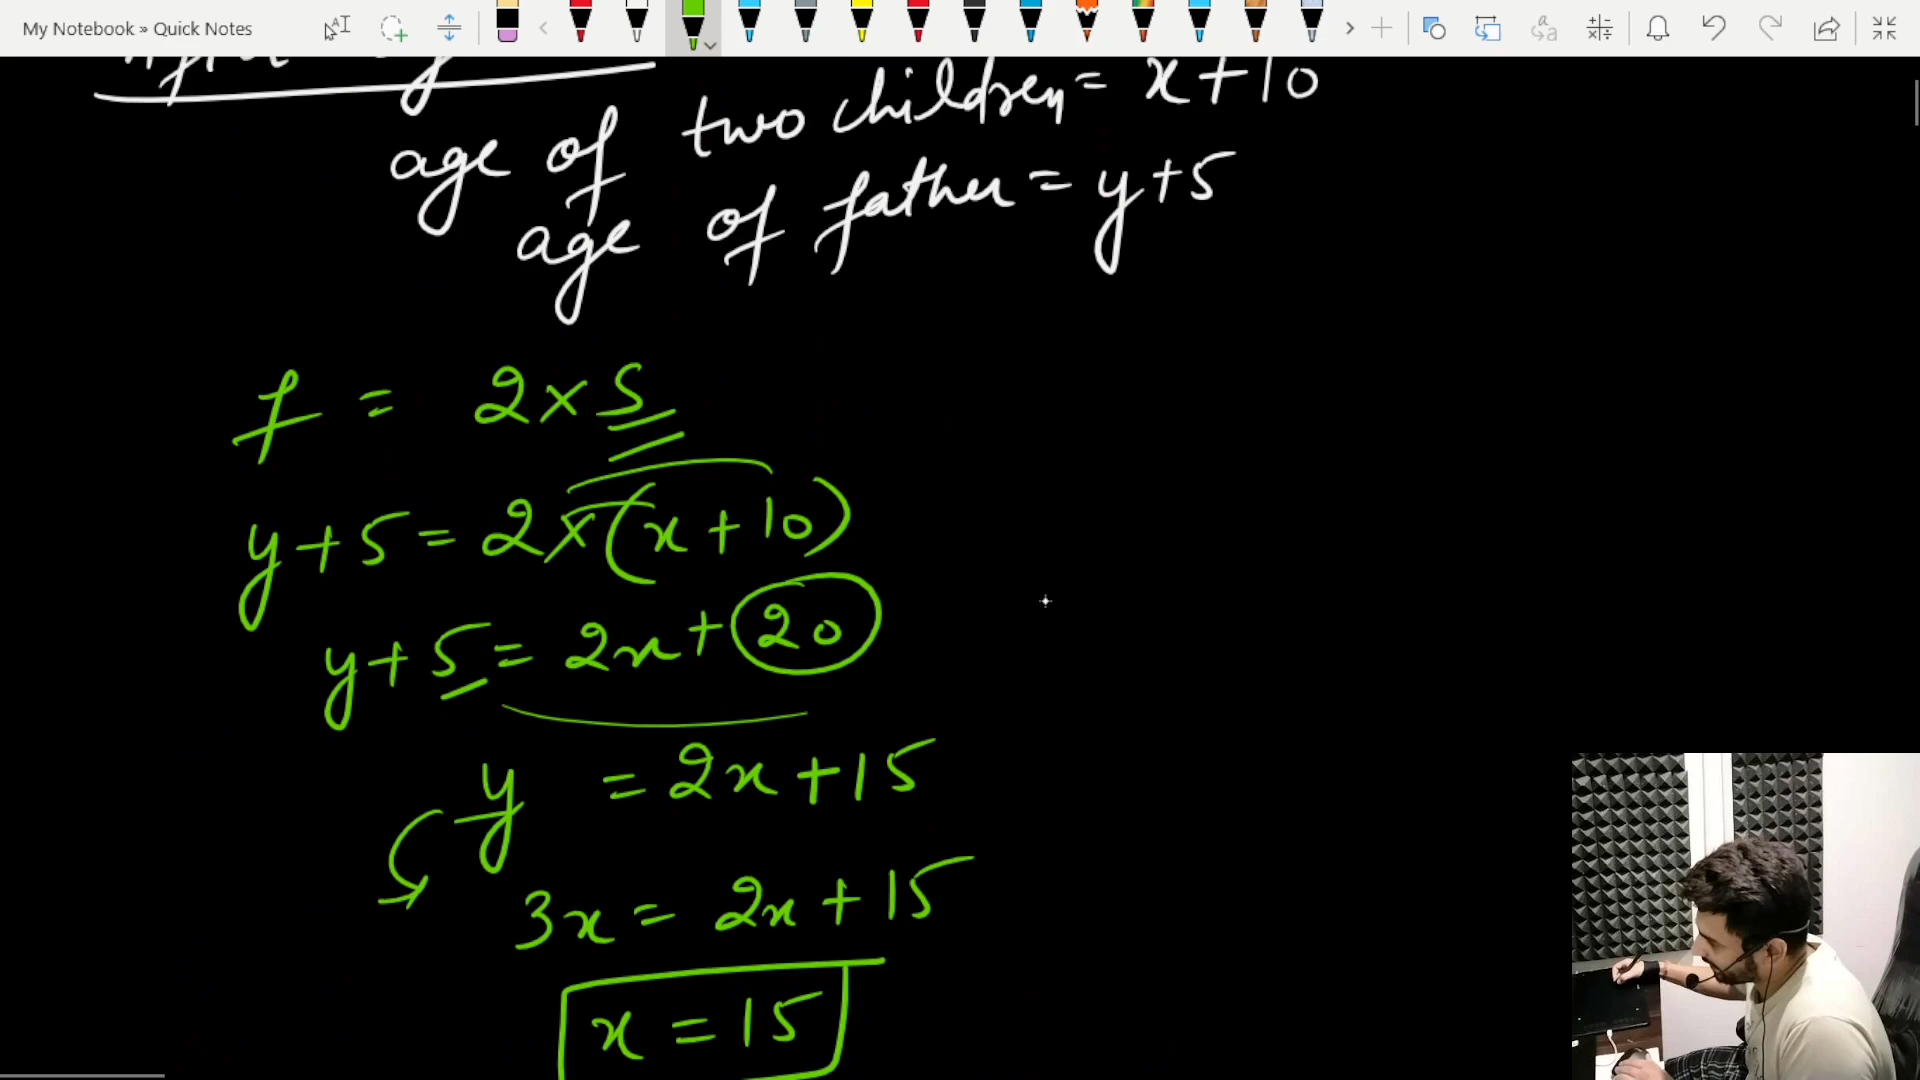 My Notebook » Quick Notes
age of two children = x+10
age of father = y+5
f = 2×S
y+5=2×(x+10)
y+5=2x+20
y = 2x+15
3x = 2x+15
x = 15